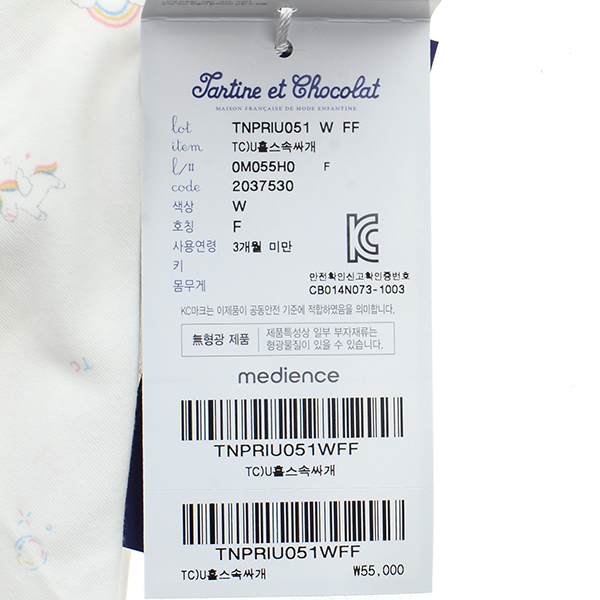 Tartine et Chocolat
MAISON FRANÇAISE DE MODE ENFANTINE
lot TNPRIU051 W FF
item TC)U홀스속싸개
l/# 0M055H0 F
code 2037530
색상 W
호칭 F
사용연령 3개월 미만
키
몸무게
안전확인신고확인증번호
CB014N073-1003
KC마크는 이제품이 공통안전 기준에 적합하였음을 의미합니다.
無형광 제품
제품특성상 일부 부자재류는
형광물질이 있을 수 있습니다.
medience
TNPRIU051WFF
TC)U홀스속싸개
TNPRIU051WFF
TC)U홀스속싸개 ₩55,000